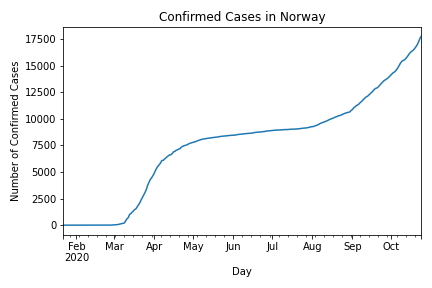 Confirmed Cases in Norway
17500
15000
12500
10000
7500
5000
2500
0
Number of Confirmed Cases
Feb Mar Apr May Jun Jul Aug Sep Oct
2020
Day